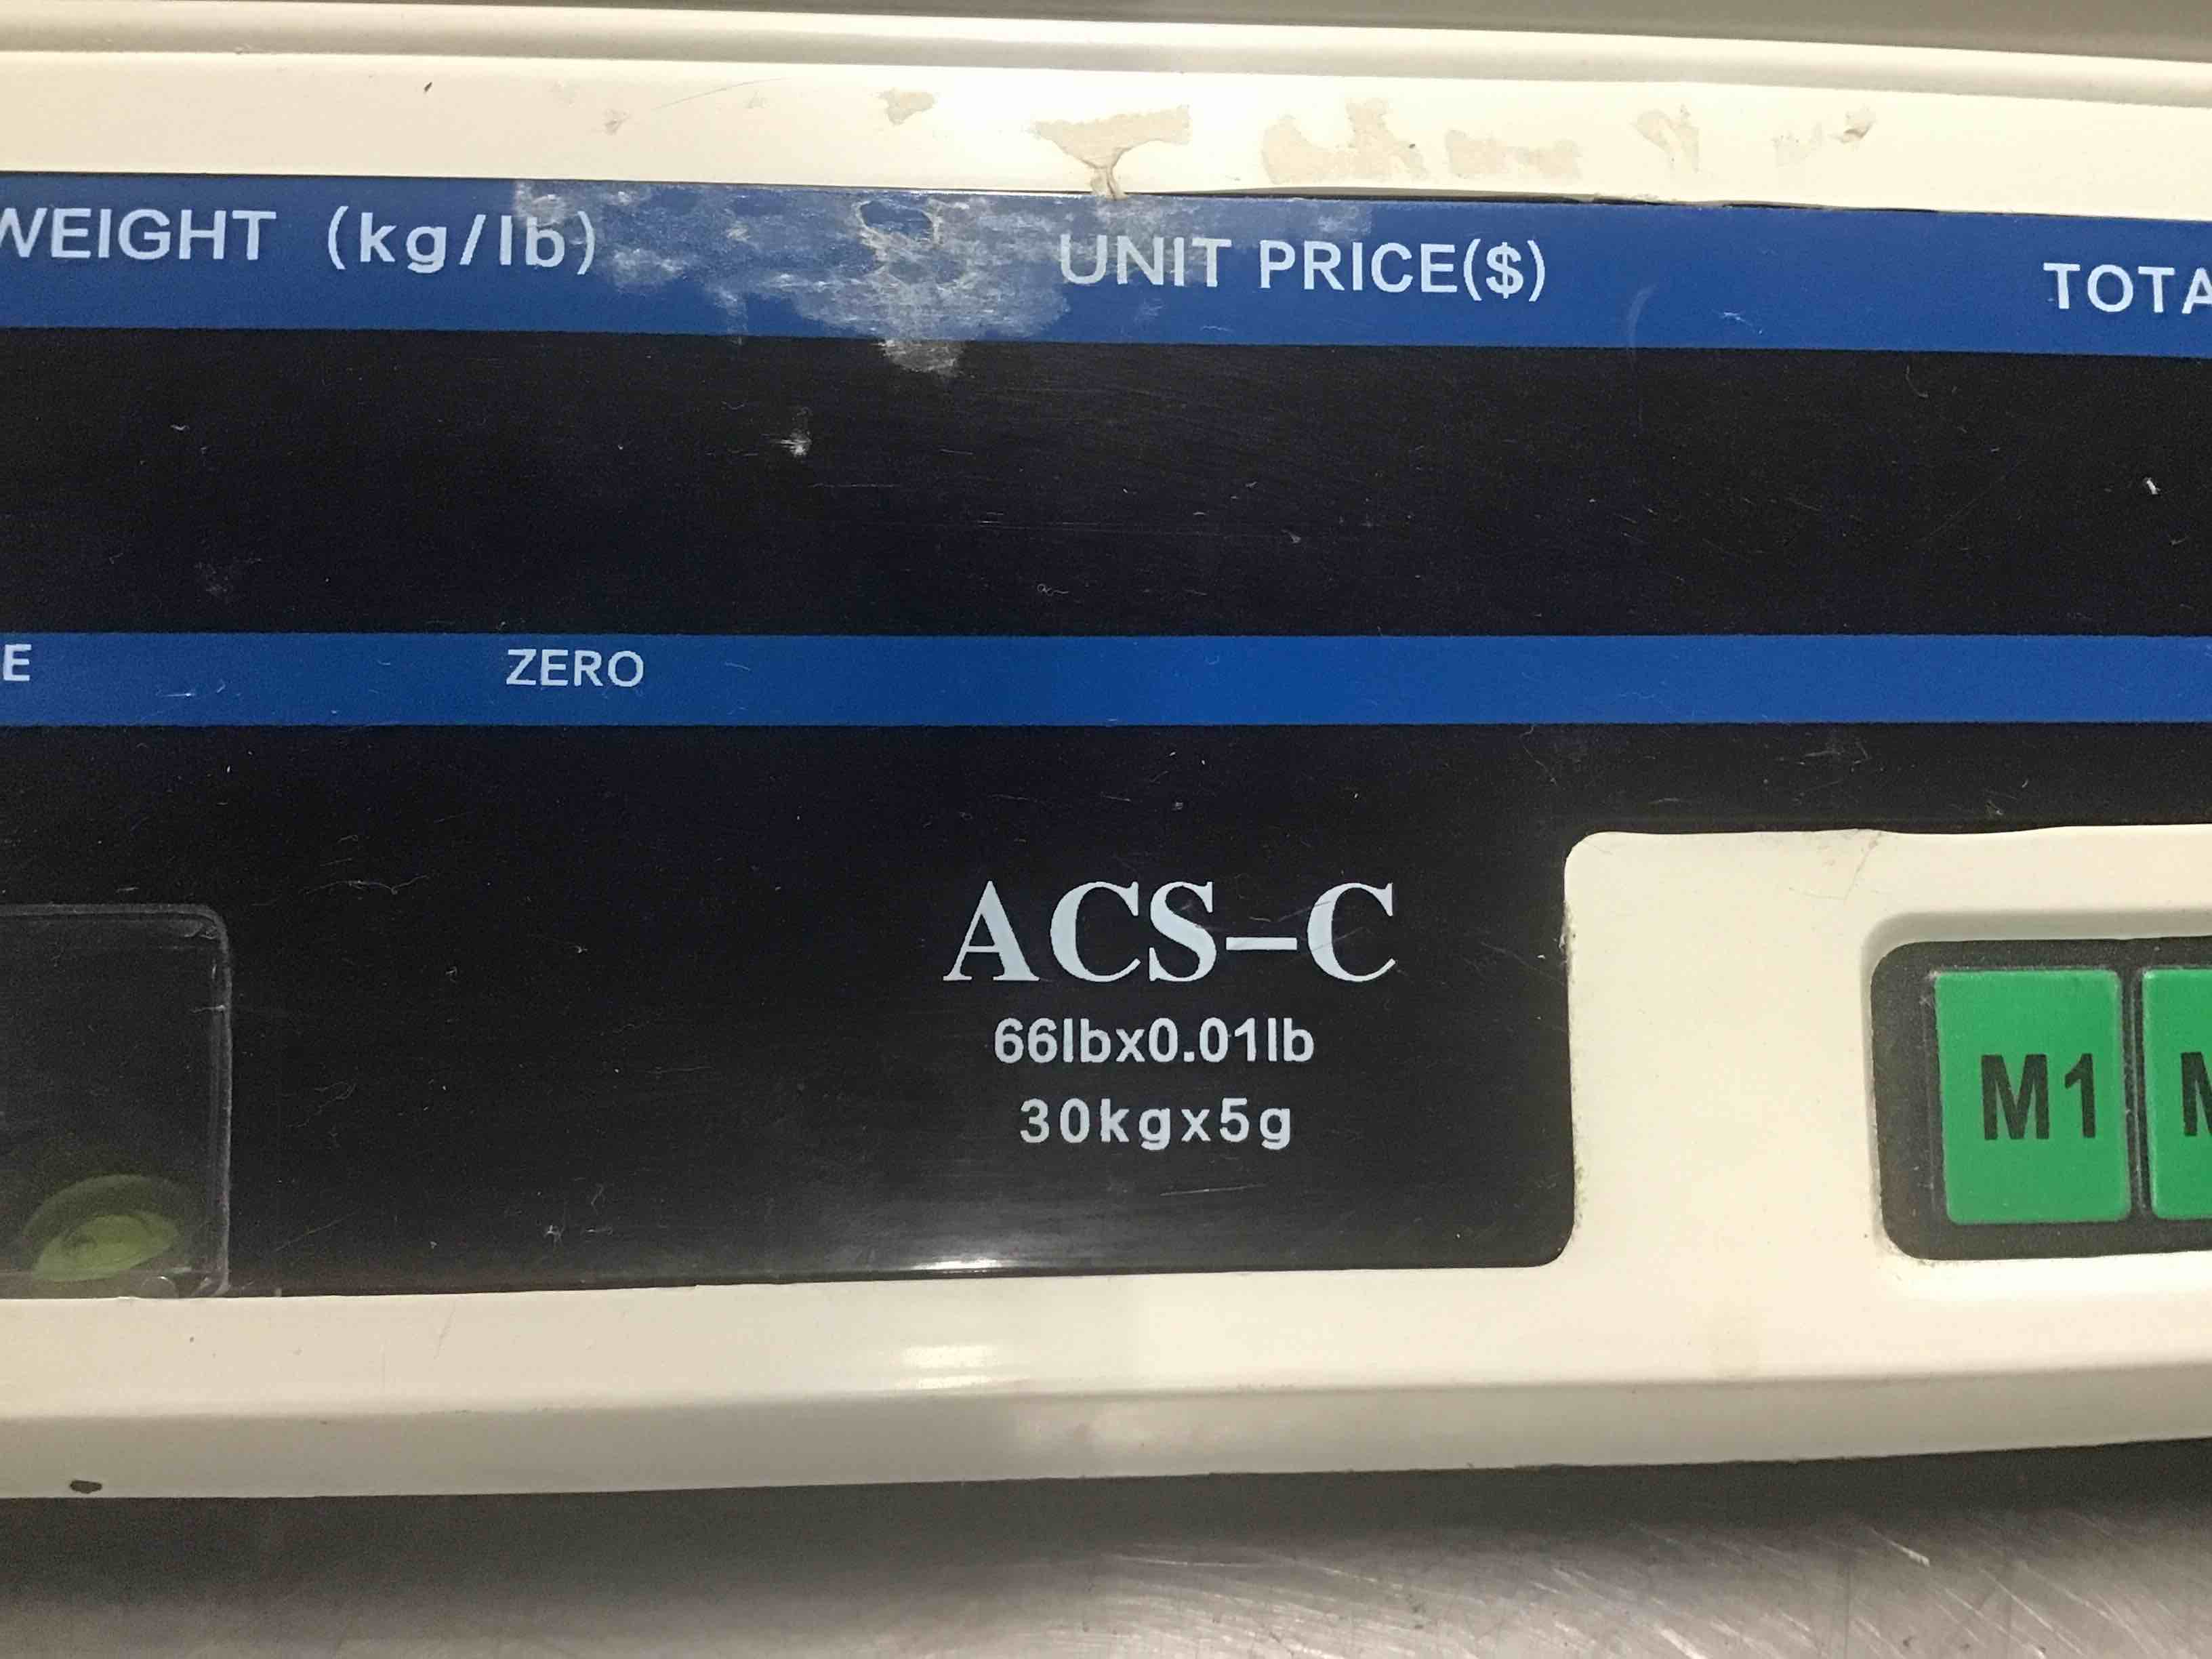 WEIGHT (kg/lb) UNIT PRICE($)
ZERO
ACS-C
66lbx0.01lb
30kgx5g
M1